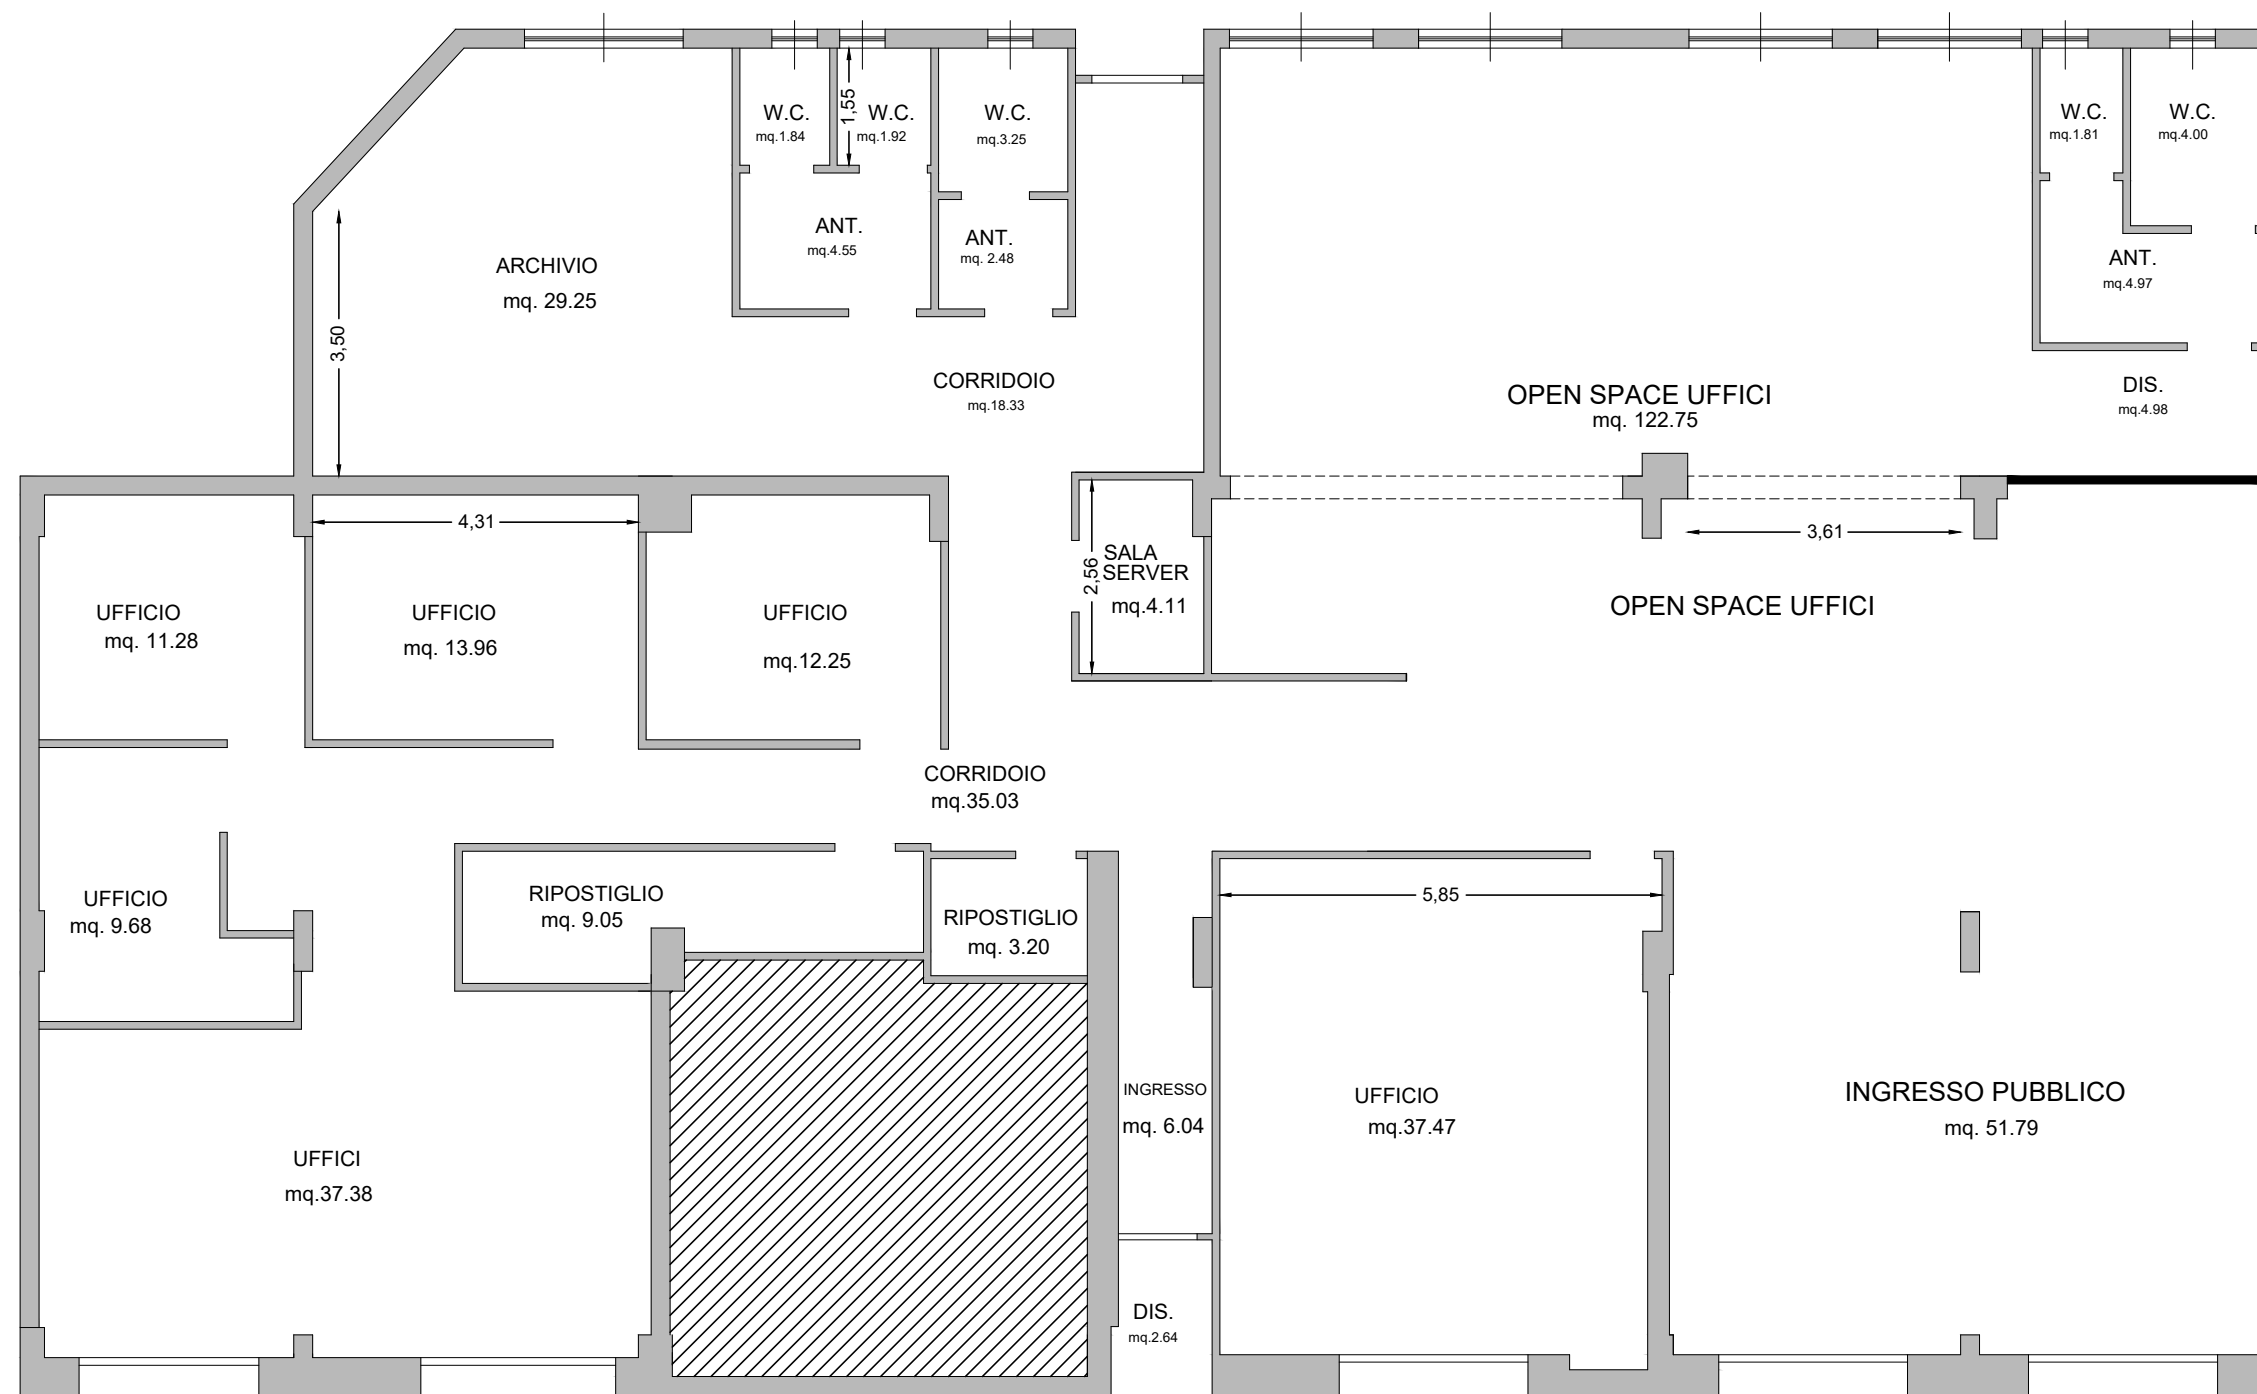 W.C.
mq.1.84
1,55
W.C.
mq.1.92
W.C.
mq.3.25
W.C.
mq.1.81
W.C.
mq.4.00
ANT.
mq.4.55
ANT.
mq. 2.48
ARCHIVIO
mq. 29.25
3,50
CORRIDOIO
mq.18.33
OPEN SPACE UFFICI
mq. 122.75
ANT.
mq.4.97
DIS.
mq.4.98
4,31
3,61
2,56
SALA
SERVER
mq.4.11
OPEN SPACE UFFICI
UFFICIO
mq. 11.28
UFFICIO
mq. 13.96
UFFICIO
mq.12.25
CORRIDOIO
mq.35.03
UFFICIO
mq. 9.68
RIPOSTIGLIO
mq. 9.05
RIPOSTIGLIO
mq. 3.20
5,85
INGRESSO
mq. 6.04
UFFICIO
mq.37.47
INGRESSO PUBBLICO
mq. 51.79
UFFICI
mq.37.38
DIS.
mq.2.64